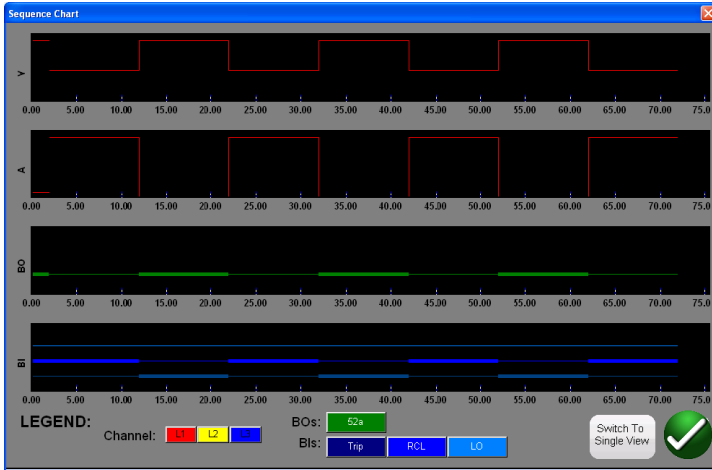 Sequence Chart
V
0.00 5.00 10.00 15.00 20.00 25.00 30.00 35.00 40.00 45.00 50.00 55.00 60.00 65.00 70.00 75.0
A
0.00 5.00 10.00 15.00 20.00 25.00 30.00 35.00 40.00 45.00 50.00 55.00 60.00 65.00 70.00 75.0
BO
0.00 5.00 10.00 15.00 20.00 25.00 30.00 35.00 40.00 45.00 50.00 55.00 60.00 65.00 70.00 75.0
BI
0.00 5.00 10.00 15.00 20.00 25.00 30.00 35.00 40.00 45.00 50.00 55.00 60.00 65.00 70.00 75.0
LEGEND:
Channel: L1 L2 L3
BOs: 52a
BIs: Trip RCL LO
Switch To
Single View